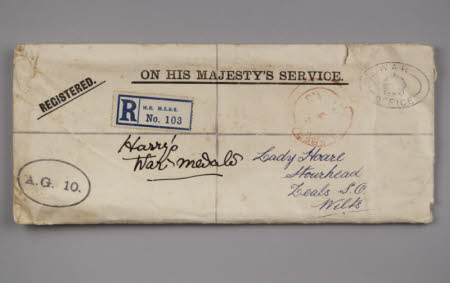 ON HIS MAJESTY'S SERVICE.
REGISTERED.
WAR
OFFICE
R
No. 103
Harry's
War medals
Lady Hoare
Stourhead
Zeals S.O
Wilts
A.G. 10.